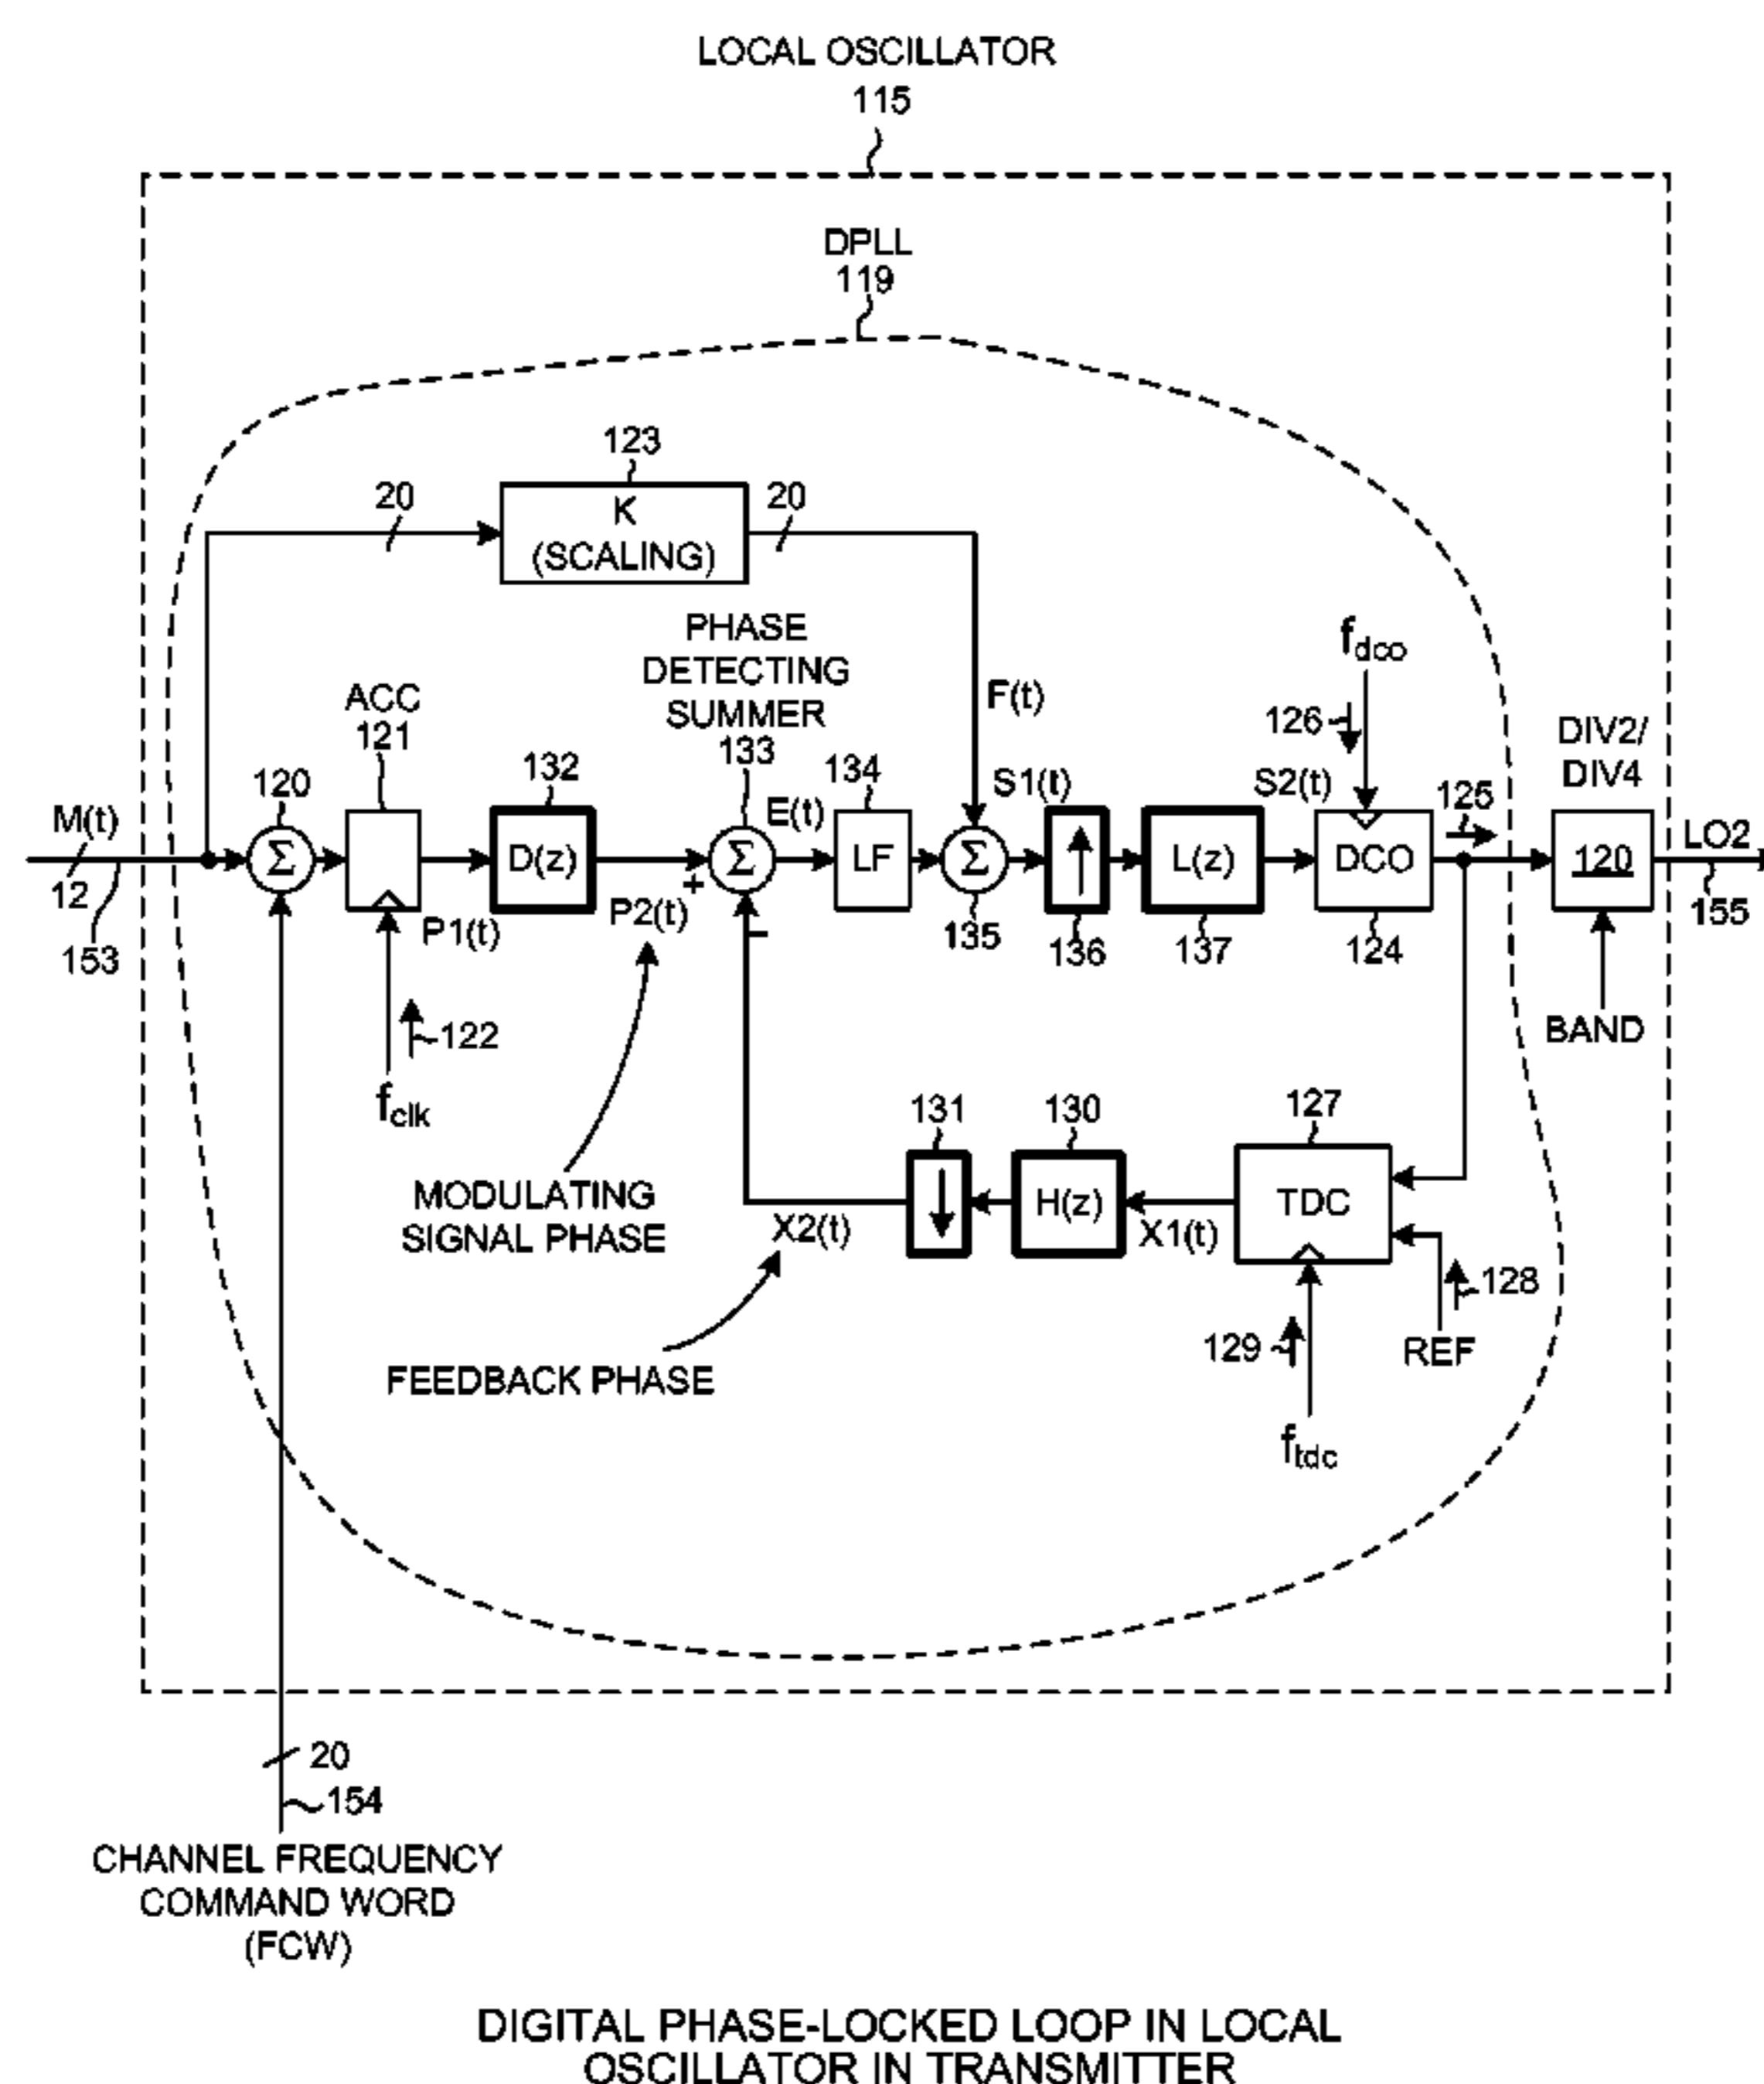 LOCAL OSCILLATOR
115
DPLL
119
123
20
K
(SCALING)
20
PHASE
DETECTING
SUMMER
133
F(t)
fdco
126
DIV2/
DIV4
ACC
121
120
132
134
S1(t)
S2(t)
125
M(t)
12
153
Σ
P1(t)
D(z)
P2(t)
+
−
Σ
E(t)
LF
Σ
135
136
L(z)
137
DCO
124
120
LO2
155
BAND
122
fclk
131
130
127
MODULATING
SIGNAL PHASE
X2(t)
H(z)
X1(t)
TDC
128
REF
129
ftdc
FEEDBACK PHASE
20
154
CHANNEL FREQUENCY
COMMAND WORD
(FCW)
DIGITAL PHASE-LOCKED LOOP IN LOCAL
OSCILLATOR IN TRANSMITTER